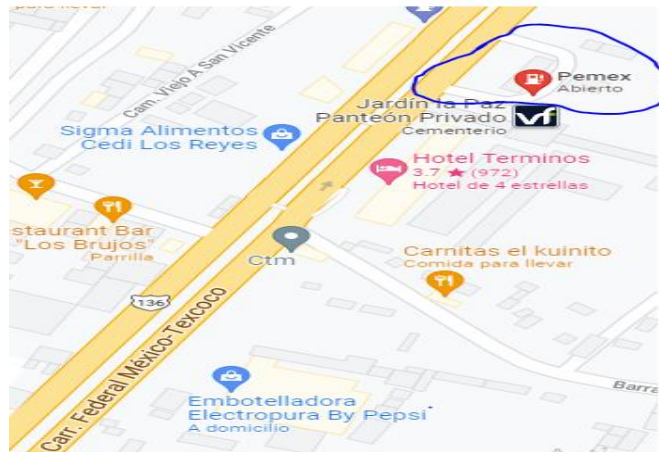 Cam. Viejo A San Vicente
Pemex
Abierto
Jardín la Paz
Panteón Privado
Cementerio
vf
Sigma Alimentos
Cedi Los Reyes
Hotel Terminos
3.7 ★ (972)
Hotel de 4 estrellas
staurant Bar
"Los Brujos"
Parrilla
Ctm
Carnitas el kuinito
Comida para llevar
136
Carr. Federal México-Texcoco
Barra
Embotelladora
Electropura By Pepsi
A domicilio